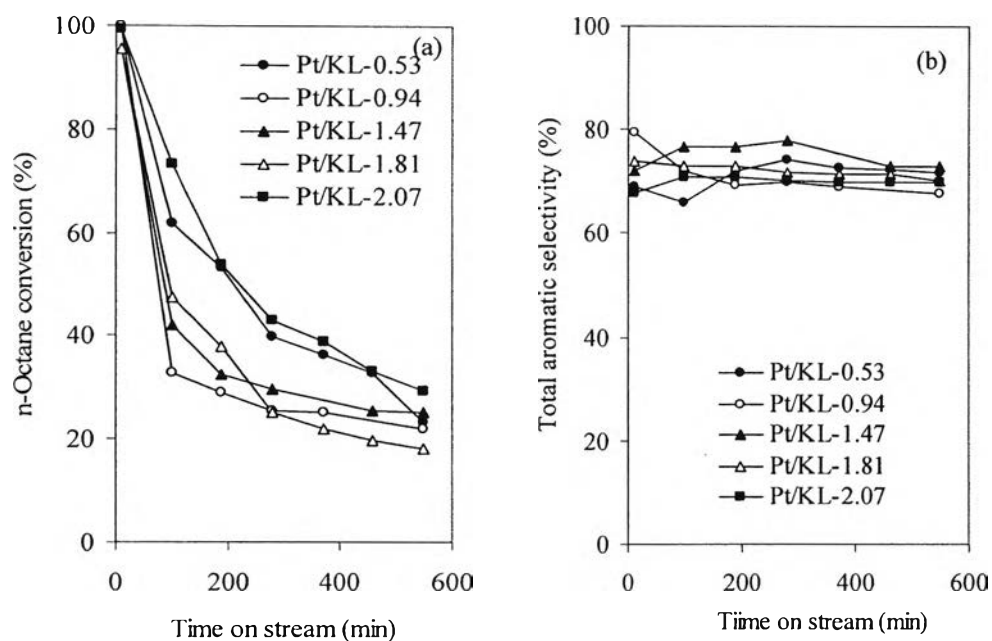 (a)
Pt/KL-0.53
Pt/KL-0.94
Pt/KL-1.47
Pt/KL-1.81
Pt/KL-2.07
n-Octane conversion (%)
100
80
60
40
20
0
0 200 400 600
Time on stream (min)
(b)
Total aromatic selectivity (%)
100
80
60
40
20
0
Pt/KL-0.53
Pt/KL-0.94
Pt/KL-1.47
Pt/KL-1.81
Pt/KL-2.07
0 200 400 600
Tiime on stream (min)